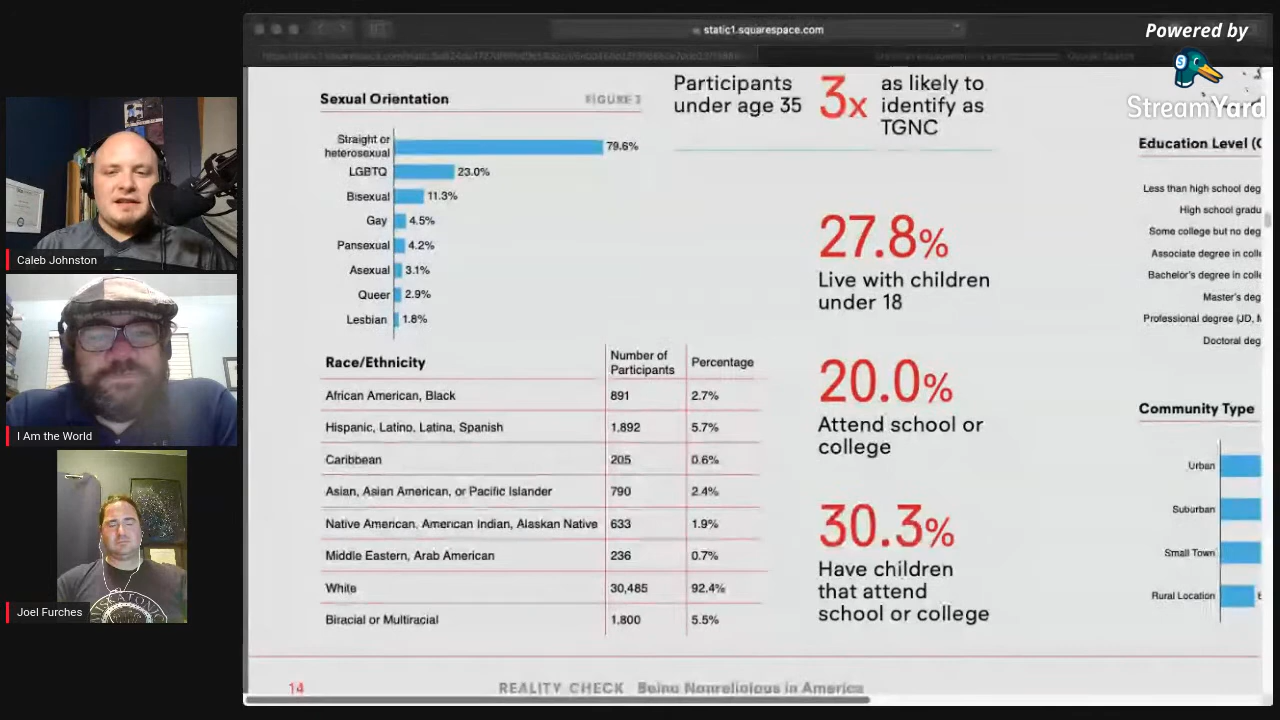 static1.squarespace.com
Powered by
StreamYard
Caleb Johnston
I Am the World
Joel Furches
Sexual Orientation
FIGURE 3
Straight or
heterosexual
79.6%
LGBTQ
23.0%
Bisexual
11.3%
Gay
4.5%
Pansexual
4.2%
Asexual
3.1%
Queer
2.9%
Lesbian
1.8%
Participants
under age 35
3x
as likely to
identify as
TGNC
27.8%
Live with children
under 18
20.0%
Attend school or
college
30.3%
Have children
that attend
school or college
Race/Ethnicity
Number of
Participants
Percentage
African American, Black 891 2.7%
Hispanic, Latino, Latina, Spanish 1,892 5.7%
Caribbean 205 0.6%
Asian, Asian American, or Pacific Islander 790 2.4%
Native American, American Indian, Alaskan Native 633 1.9%
Middle Eastern, Arab American 236 0.7%
White 30,485 92.4%
Biracial or Multiracial 1,800 5.5%
Education Level (
Less than high school deg
High school gradu
Some college but no deg
Associate degree in coll
Bachelor's degree in coll
Master's deg
Professional degree (JD, M
Doctoral deg
Community Type
Urban
Suburban
Small Town
Rural Location
14
REALITY CHECK Being Nonreligious in America